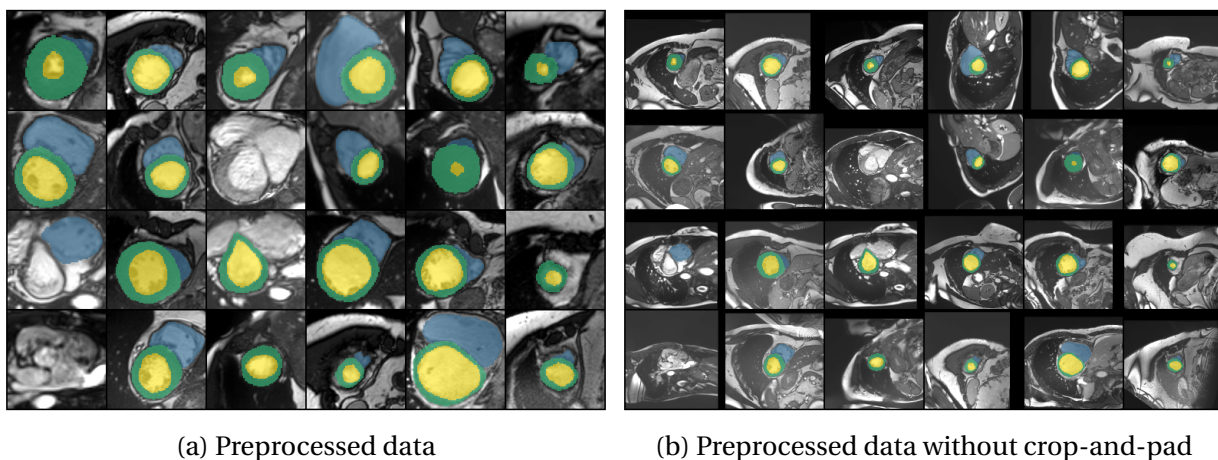 (a) Preprocessed data
(b) Preprocessed data without crop-and-pad